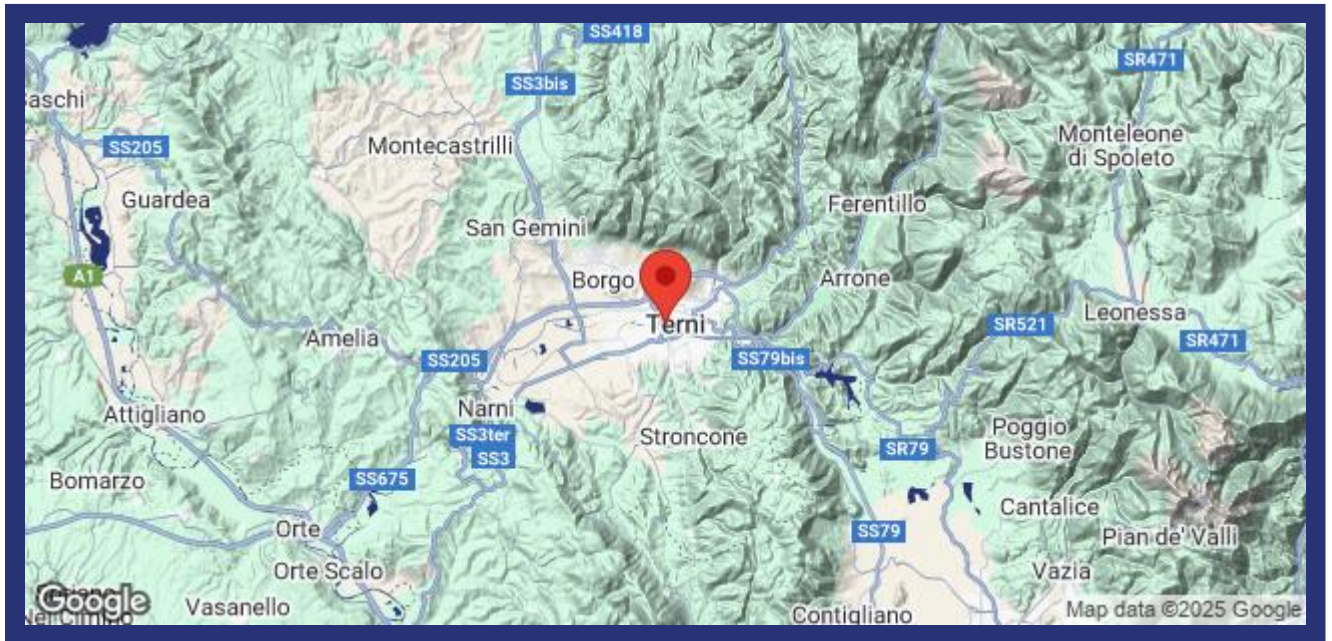 SS418
SS3bis
SR471
Baschi
SS205
Montecastrilli
Monteleone
di Spoleto
Guardea
Ferentillo
San Gemini
A1
Borgo
Arrone
Terni
Leonessa
SR521
Amelia
SS205
SS79bis
SR471
Attigliano
Narni
Stroncone
SS3ter
SS3
Poggio
Bustone
SR79
Bomarzo
SS675
Cantalice
Orte
SS79
Pian de' Valli
Orte Scalo
Vazia
Google
Vasanello
Contigliano
Map data ©2025 Google